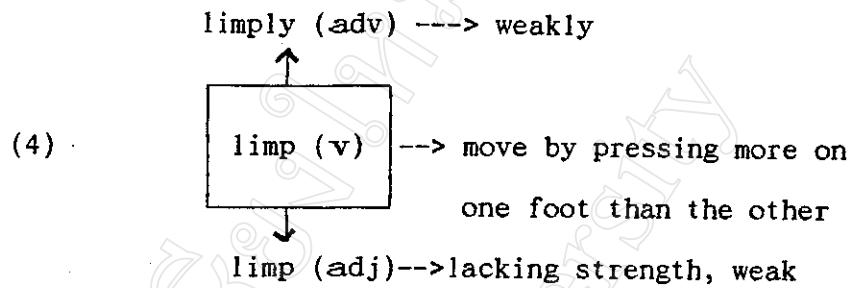 limply (adv) ---> weakly
(4) limp (v) --> move by pressing more on
one foot than the other
limp (adj)-->lacking strength, weak